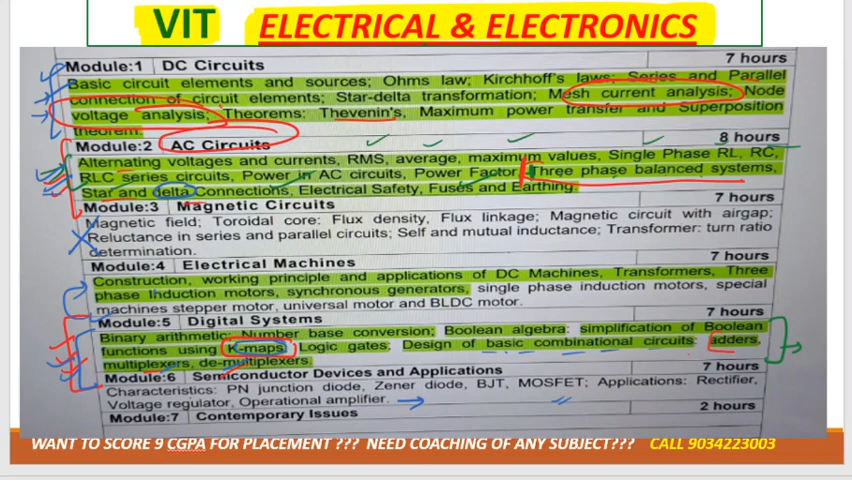 VIT ELECTRICAL & ELECTRONICS
Module:1 DC Circuits 7 hours
Basic circuit elements and sources; Ohms law; Kirchhoff's laws; Series and Parallel
connection of circuit elements; Star-delta transformation; Mesh current analysis; Node
voltage analysis; Theorems: Thevenin's, Maximum power transfer and Superposition
theorem.
Module:2 AC Circuits 8 hours
Alternating voltages and currents, RMS, average, maximum values, Single Phase RL, RC,
RLC series circuits, Power in AC circuits, Power Factor, Three phase balanced systems,
Star and delta Connections, Electrical Safety, Fuses and Earthing
Module:3 Magnetic Circuits 7 hours
Magnetic field; Toroidal core: Flux density, Flux linkage; Magnetic circuit with airgap;
Reluctance in series and parallel circuits; Self and mutual inductance; Transformer: turn ratio
determination.
Module:4 Electrical Machines 7 hours
Construction, working principle and applications of DC Machines, Transformers, Three
phase Induction motors, synchronous generators, single phase induction motors, special
machines stepper motor, universal motor and BLDC motor.
Module:5 Digital Systems 7 hours
Binary arithmetic; Number base conversion; Boolean algebra: simplification of Boolean
functions using K-maps; Logic gates; Design of basic combinational circuits: adders,
multiplexers, de-multiplexers.
Module:6 Semiconductor Devices and Applications 7 hours
Characteristics: PN junction diode, Zener diode, BJT, MOSFET; Applications: Rectifier,
Voltage regulator, Operational amplifier.
Module:7 Contemporary Issues 2 hours
WANT TO SCORE 9 CGPA FOR PLACEMENT ??? NEED COACHING OF ANY SUBJECT??? CALL 9034223003